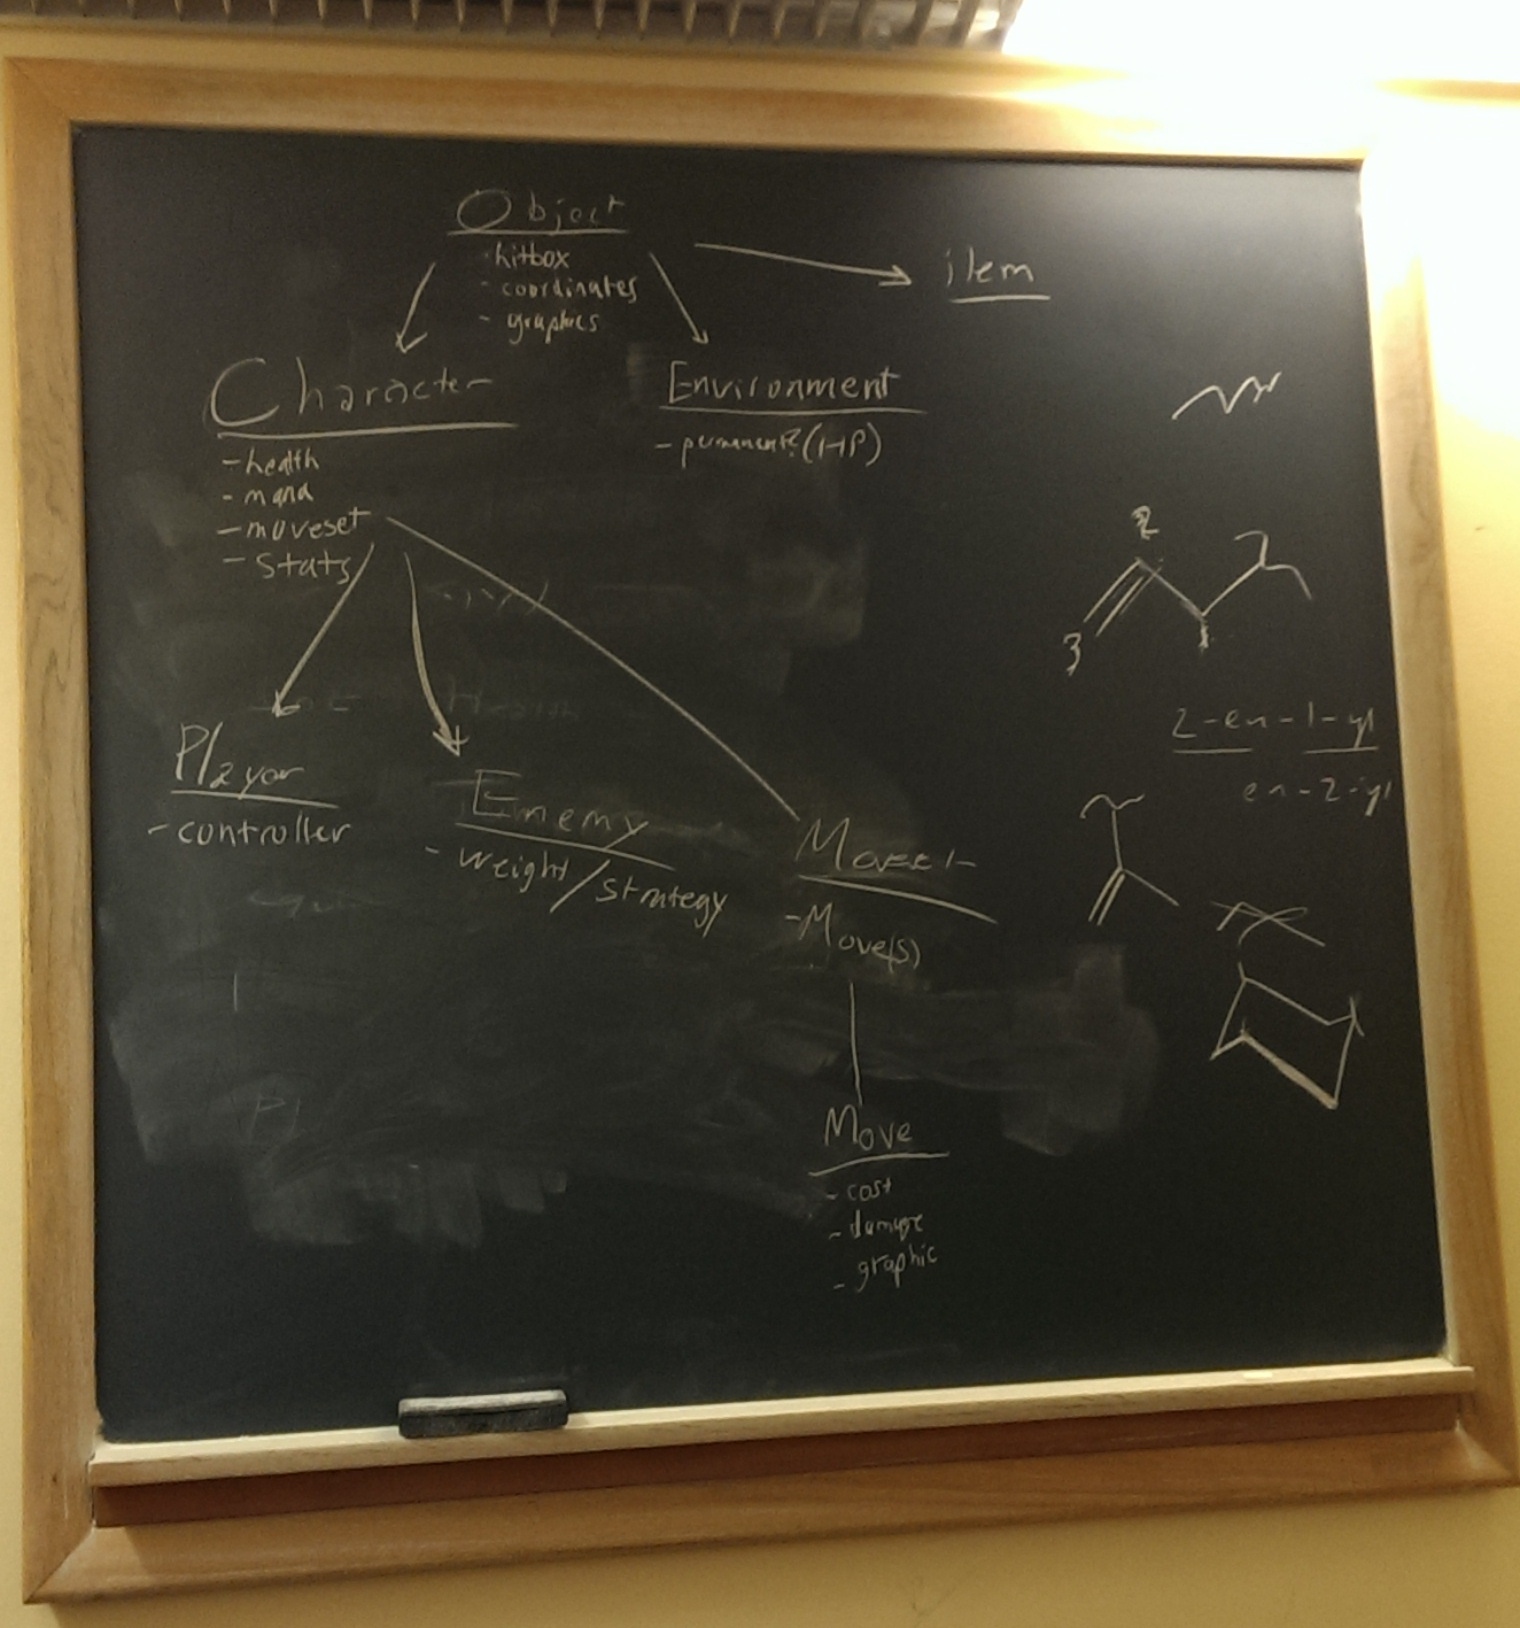 Object
- hitbox
- coordinates
- graphics
item
Character
- health
- mana
- moveset
- stats
Environment
- permanent? (HP)
2
3
1
2-en-1-yl
en-2-yl
Player
- controller
Enemy
- weight/strategy
Moveset
- Move(s)
Move
- cost
- damage
- graphic